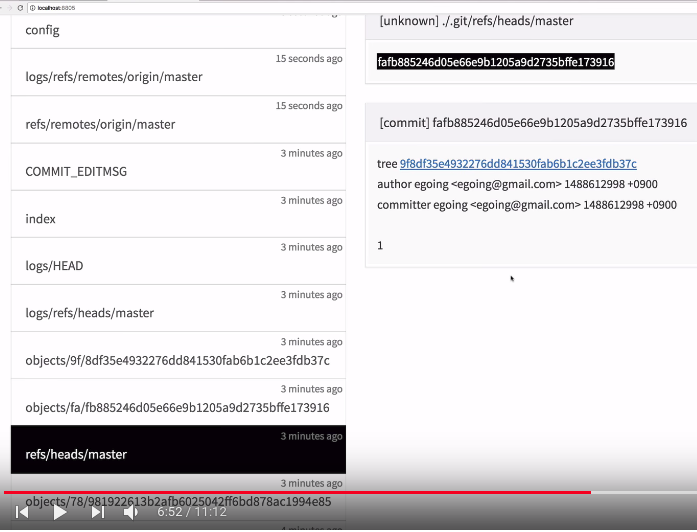 localhost:8805
config
15 seconds ago
logs/refs/remotes/origin/master
15 seconds ago
refs/remotes/origin/master
3 minutes ago
COMMIT_EDITMSG
3 minutes ago
index
3 minutes ago
logs/HEAD
3 minutes ago
logs/refs/heads/master
3 minutes ago
objects/9f/8df35e4932276dd841530fab6b1c2ee3fdb37c
3 minutes ago
objects/fa/fb885246d05e66e9b1205a9d2735bffe173916
3 minutes ago
refs/heads/master
3 minutes ago
objects/78/981922613b2afb6025042ff6bd878ac1994e85
[unknown] ./.git/refs/heads/master
fafb885246d05e66e9b1205a9d2735bffe173916
[commit] fafb885246d05e66e9b1205a9d2735bffe173916
tree 9f8df35e4932276dd841530fab6b1c2ee3fdb37c
author egoing <egoing@gmail.com> 1488612998 +0900
committer egoing <egoing@gmail.com> 1488612998 +0900
1
6:52 / 11:12